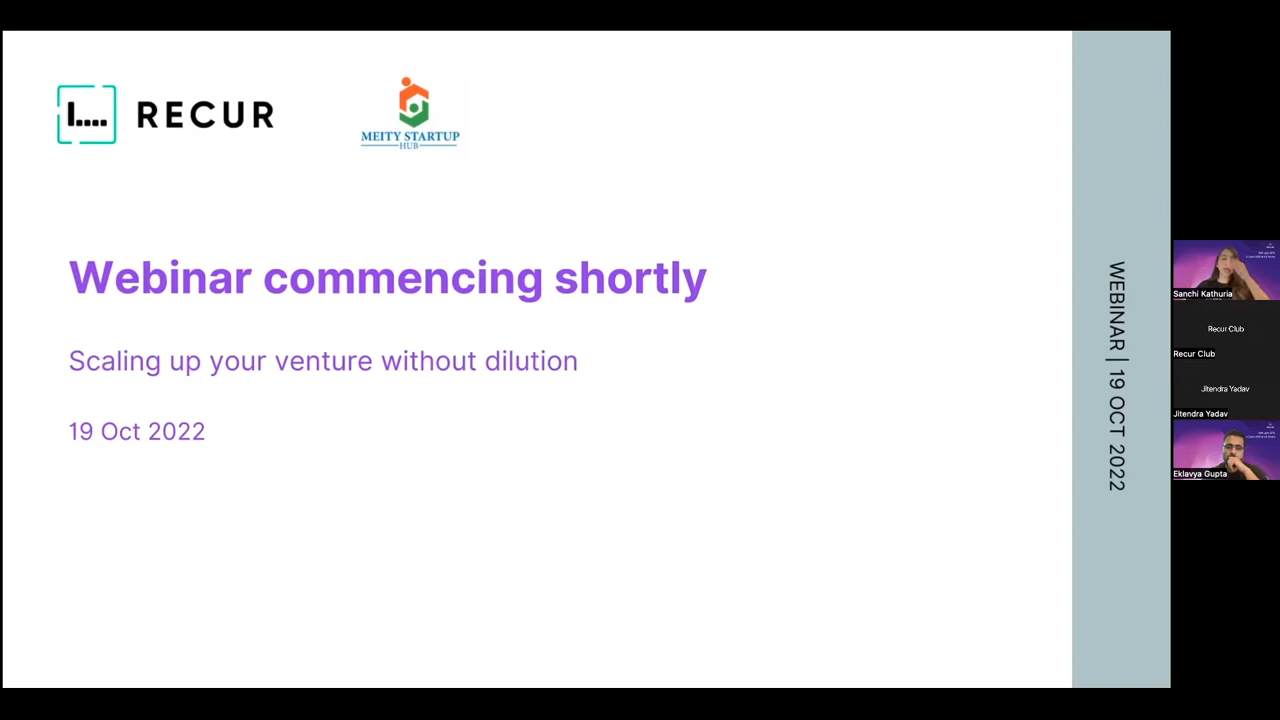 RECUR
MEITY STARTUP
HUB
Webinar commencing shortly
Scaling up your venture without dilution
19 Oct 2022
WEBINAR | 19 OCT 2022
Sanchi Kathuria
Recur Club
Recur Club
Jitendra Yadav
Jitendra Yadav
Eklavya Gupta